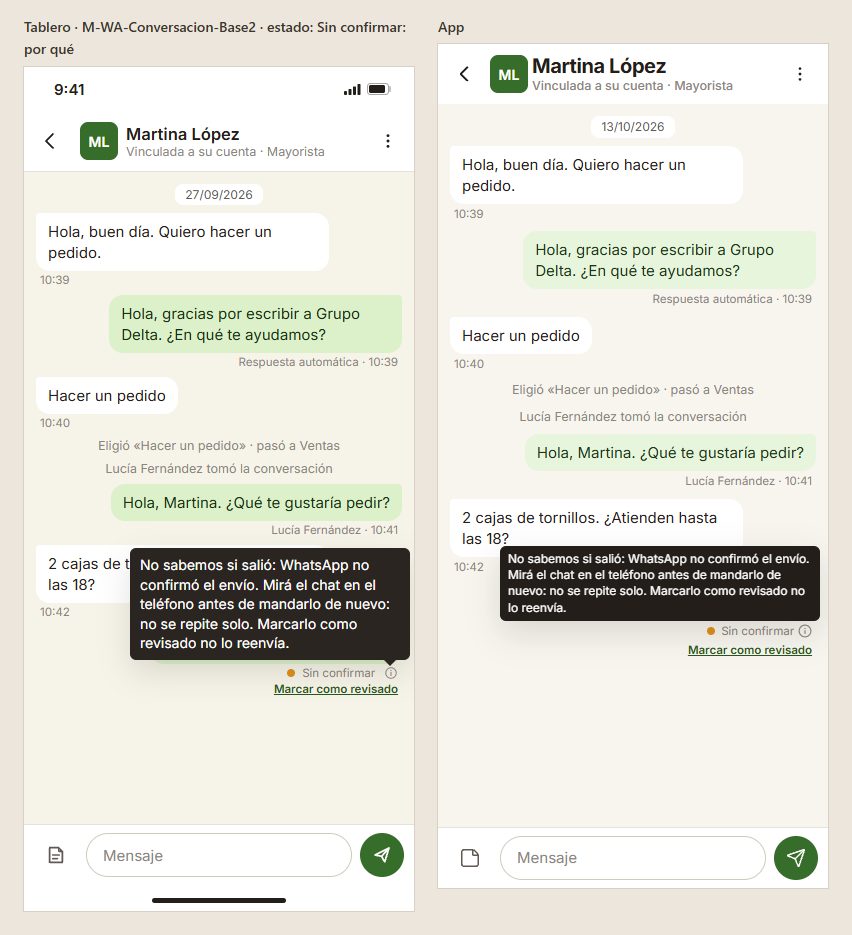 Tablero · M-WA-Conversacion-Base2 · estado: Sin confirmar:
por qué
9:41
ML
Martina López
Vinculada a su cuenta · Mayorista
27/09/2026
Hola, buen día. Quiero hacer un
pedido.
10:39
Hola, gracias por escribir a Grupo
Delta. ¿En qué te ayudamos?
Respuesta automática · 10:39
Hacer un pedido
10:40
Eligió «Hacer un pedido» · pasó a Ventas
Lucía Fernández tomó la conversación
Hola, Martina. ¿Qué te gustaría pedir?
Lucía Fernández · 10:41
2 cajas de t
las 18?
10:42
No sabemos si salió: WhatsApp no
confirmó el envío. Mirá el chat en el
teléfono antes de mandarlo de nuevo:
no se repite solo. Marcarlo como
revisado no lo reenvía.
Sin confirmar
Marcar como revisado
Mensaje
App
ML
Martina López
Vinculada a su cuenta · Mayorista
13/10/2026
Hola, buen día. Quiero hacer un
pedido.
10:39
Hola, gracias por escribir a Grupo
Delta. ¿En qué te ayudamos?
Respuesta automática · 10:39
Hacer un pedido
10:40
Eligió «Hacer un pedido» · pasó a Ventas
Lucía Fernández tomó la conversación
Hola, Martina. ¿Qué te gustaría pedir?
Lucía Fernández · 10:41
2 cajas de tornillos. ¿Atienden hasta
las 18?
10:42
No sabemos si salió: WhatsApp no confirmó el envío.
Mirá el chat en el teléfono antes de mandarlo de
nuevo: no se repite solo. Marcarlo como revisado no
lo reenvía.
Sin confirmar
Marcar como revisado
Mensaje